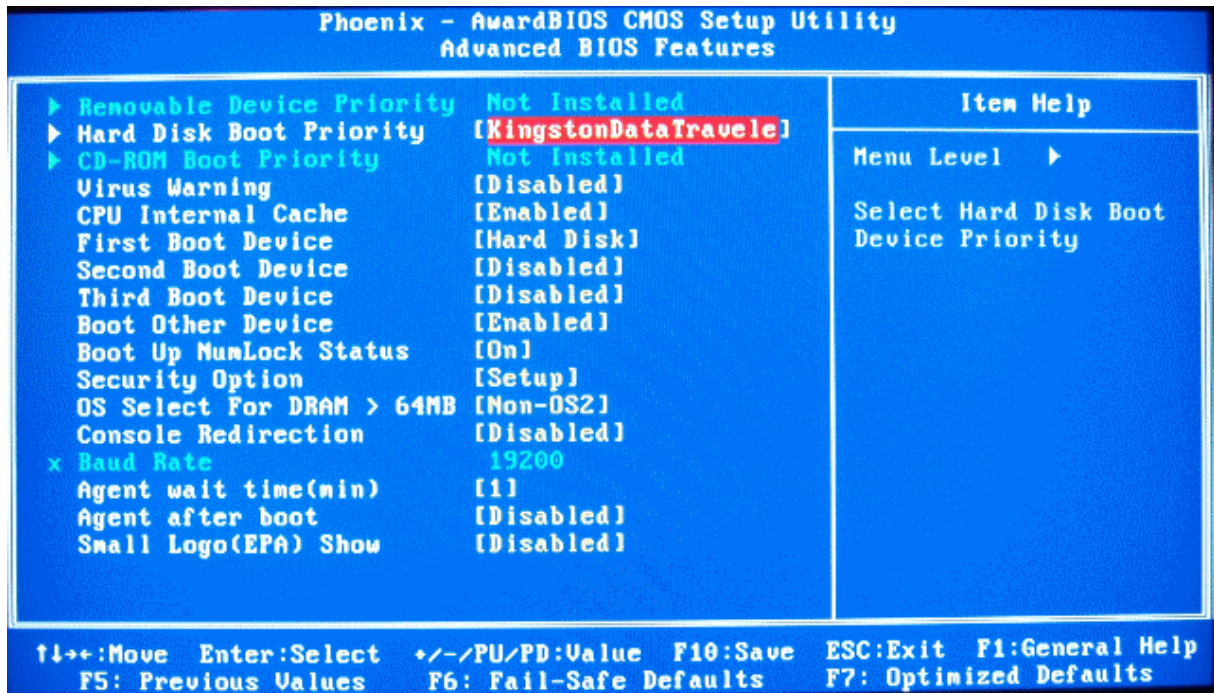 Phoenix - AwardBIOS CMOS Setup Utility
Advanced BIOS Features
Removable Device Priority Not Installed
Hard Disk Boot Priority [KingstonDataTravele]
CD-ROM Boot Priority Not Installed
Virus Warning [Disabled]
CPU Internal Cache [Enabled]
First Boot Device [Hard Disk]
Second Boot Device [Disabled]
Third Boot Device [Disabled]
Boot Other Device [Enabled]
Boot Up NumLock Status [On]
Security Option [Setup]
OS Select For DRAM > 64MB [Non-OS2]
Console Redirection [Disabled]
x Baud Rate 19200
Agent wait time(min) [1]
Agent after boot [Disabled]
Small Logo(EPA) Show [Disabled]
Item Help
Menu Level
Select Hard Disk Boot
Device Priority
↑↓→←:Move Enter:Select +/-/PU/PD:Value F10:Save ESC:Exit F1:General Help
F5: Previous Values F6: Fail-Safe Defaults F7: Optimized Defaults